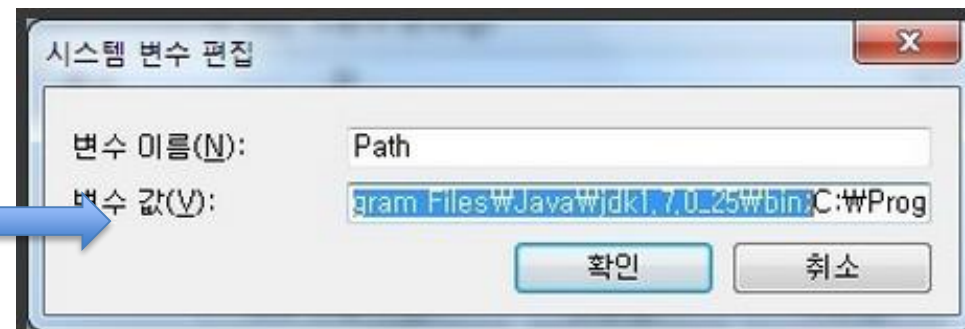 시스템 변수 편집
변수 이름(N): Path
변수 값(V): gram Files₩Java₩jdk1.7.0_25₩bin;C:₩Prog
확인 취소